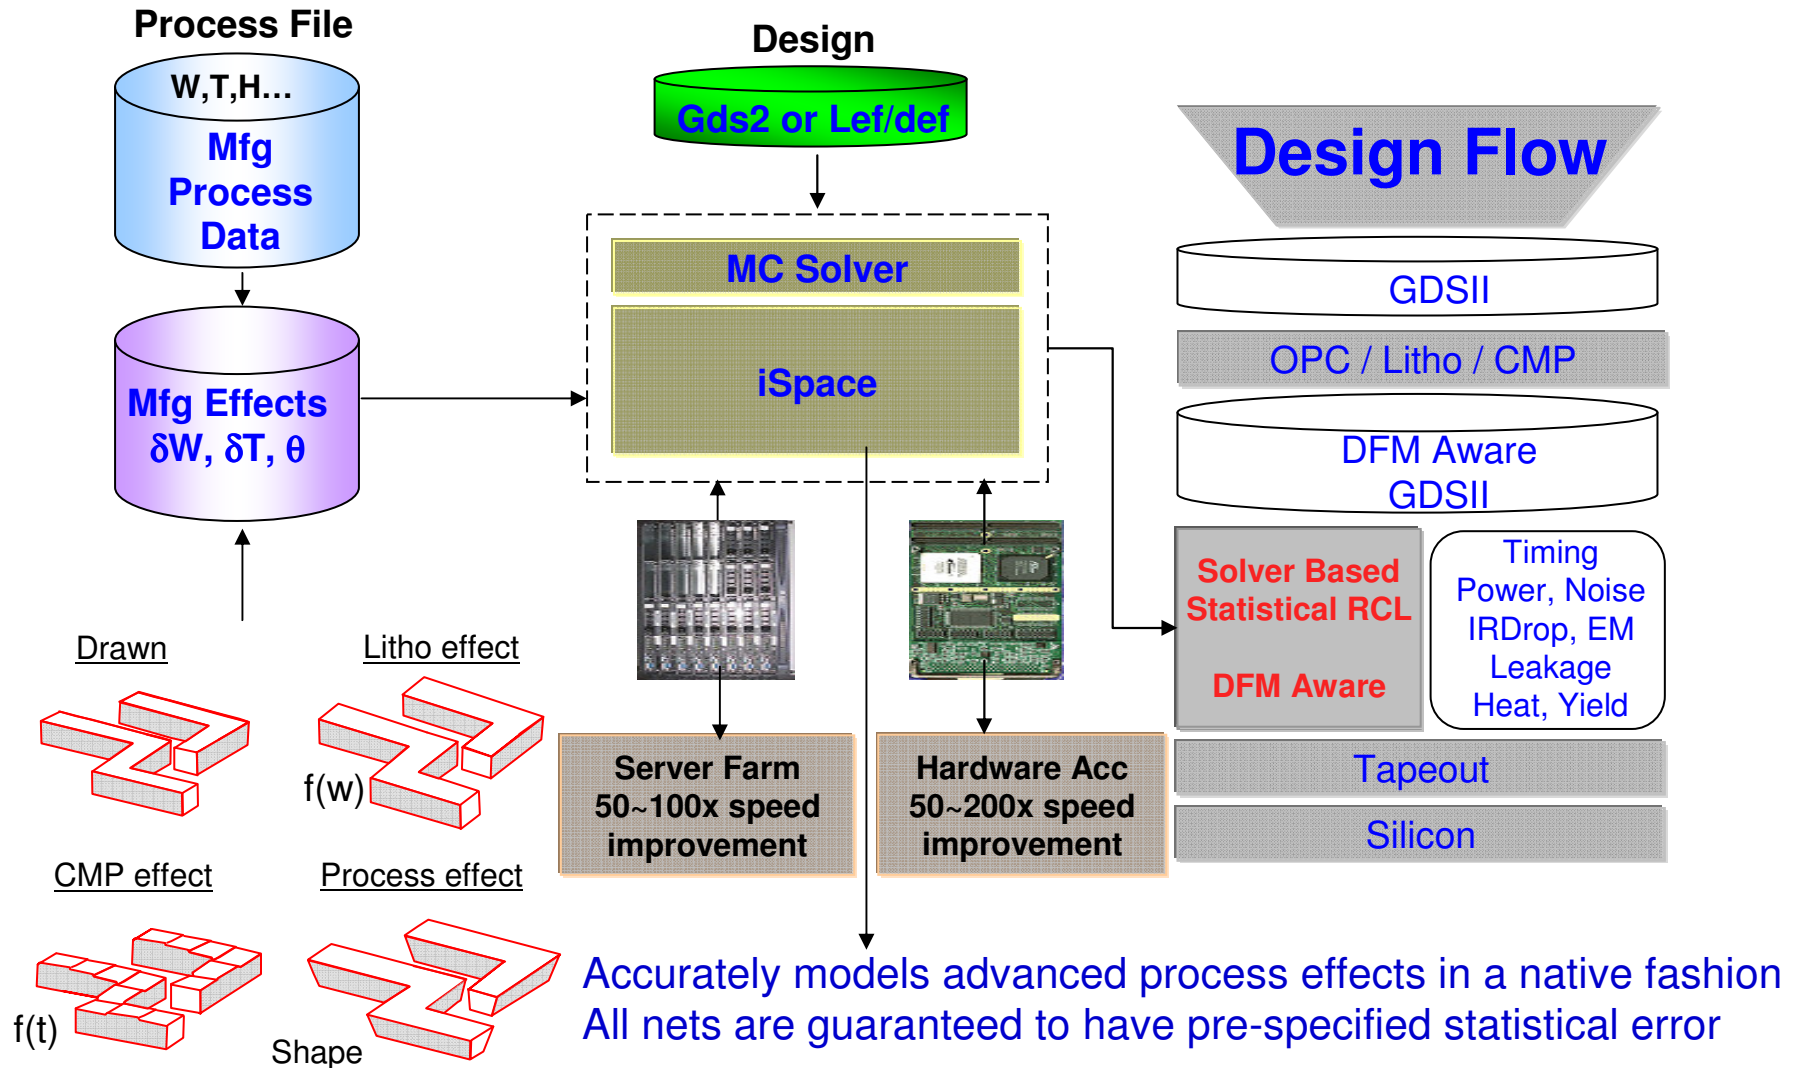 Process File
W,T,H...
Mfg
Process
Data
Mfg Effects
δW, δT, θ
Drawn
Litho effect
f(w)
CMP effect
Process effect
f(t)
Shape
Design
Gds2 or Lef/def
MC Solver
iSpace
Server Farm
50~100x speed
improvement
Hardware Acc
50~200x speed
improvement
Accurately models advanced process effects in a native fashion
All nets are guaranteed to have pre-specified statistical error
Design Flow
GDSII
OPC / Litho / CMP
DFM Aware
GDSII
Solver Based
Statistical RCL
DFM Aware
Timing
Power, Noise
IRDrop, EM
Leakage
Heat, Yield
Tapeout
Silicon